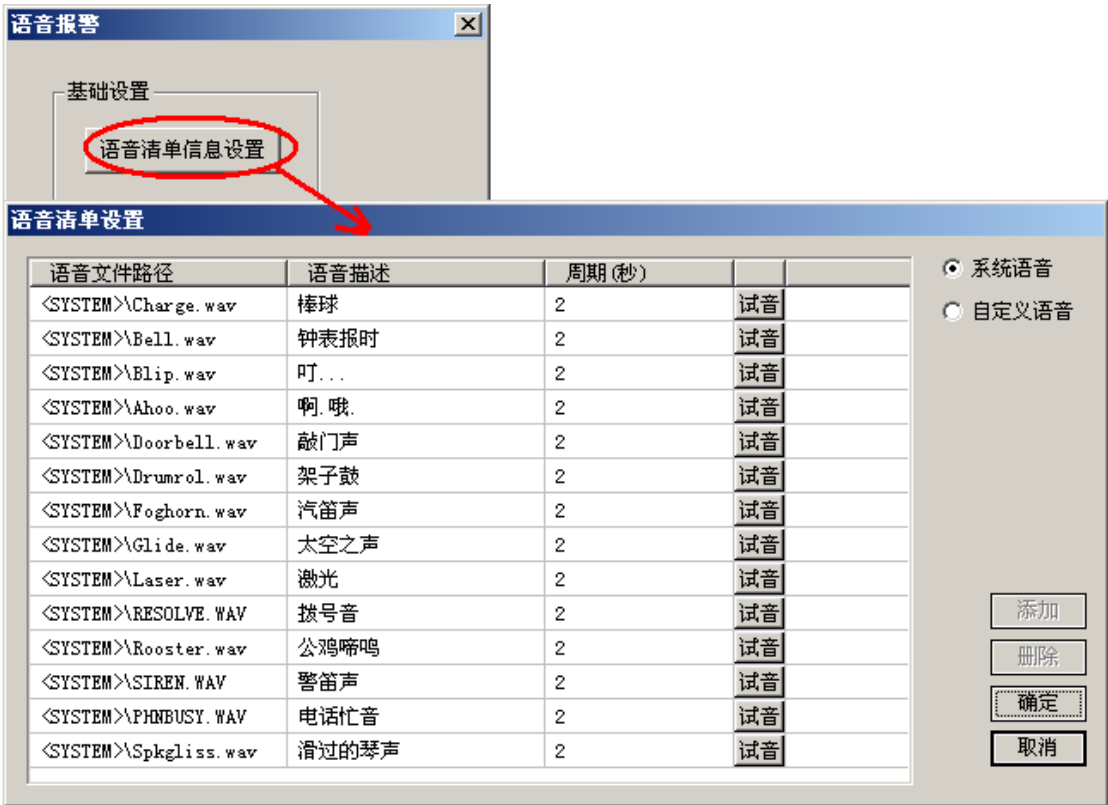 语音报警
基础设置
语音清单信息设置
语音清单设置
语音文件路径 语音描述 周期(秒)
<SYSTEM>\Charge.wav 棒球 2 试音
<SYSTEM>\Bell.wav 钟表报时 2 试音
<SYSTEM>\Blip.wav 叮... 2 试音
<SYSTEM>\Ahoo.wav 啊.哦. 2 试音
<SYSTEM>\Doorbell.wav 敲门声 2 试音
<SYSTEM>\Drumrol.wav 架子鼓 2 试音
<SYSTEM>\Foghorn.wav 汽笛声 2 试音
<SYSTEM>\Glide.wav 太空之声 2 试音
<SYSTEM>\Laser.wav 激光 2 试音
<SYSTEM>\RESOLVE.WAV 拨号音 2 试音
<SYSTEM>\Rooster.wav 公鸡啼鸣 2 试音
<SYSTEM>\SIREN.WAV 警笛声 2 试音
<SYSTEM>\PHNBUSY.WAV 电话忙音 2 试音
<SYSTEM>\Spkgliss.wav 滑过的琴声 2 试音
系统语音
自定义语音
添加
删除
确定
取消